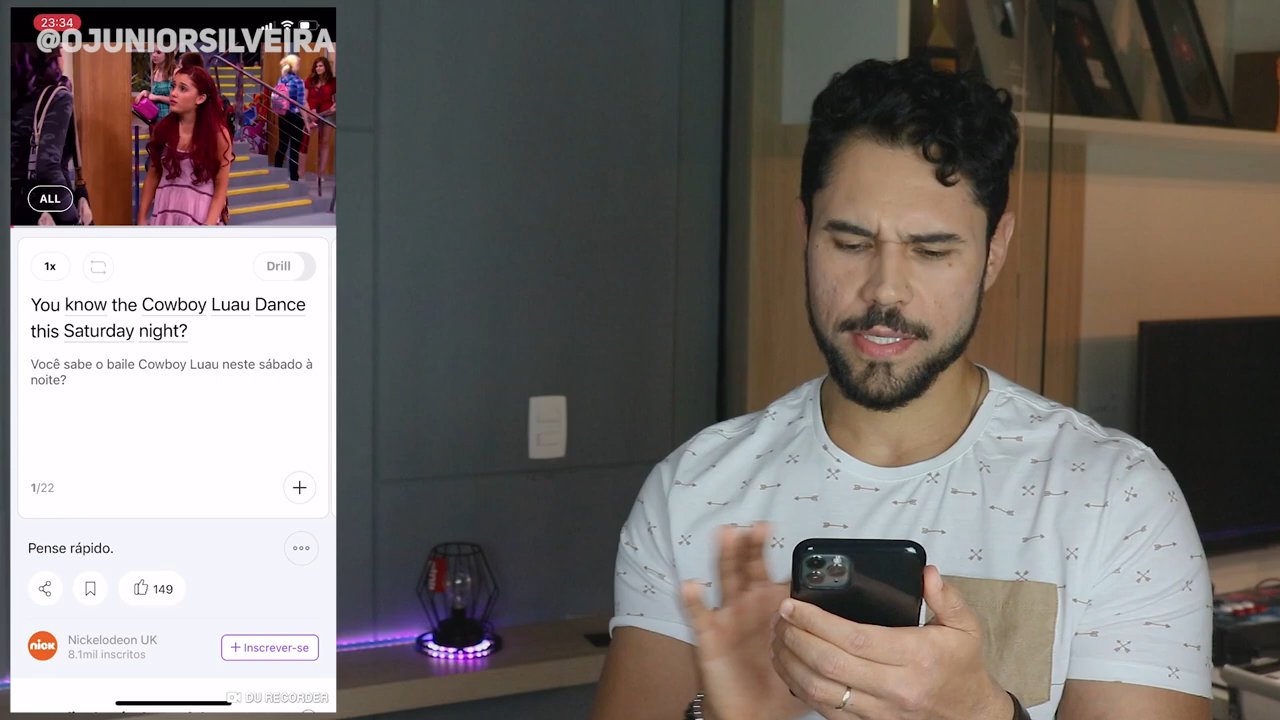 23:34
@OJUNIORSILVEIRA
ALL
1x
Drill
You know the Cowboy Luau Dance
this Saturday night?
Você sabe o baile Cowboy Luau neste sábado à
noite?
1/22
+
Pense rápido.
149
nick
Nickelodeon UK
8.1mil inscritos
+ Inscrever-se
DU RECORDER